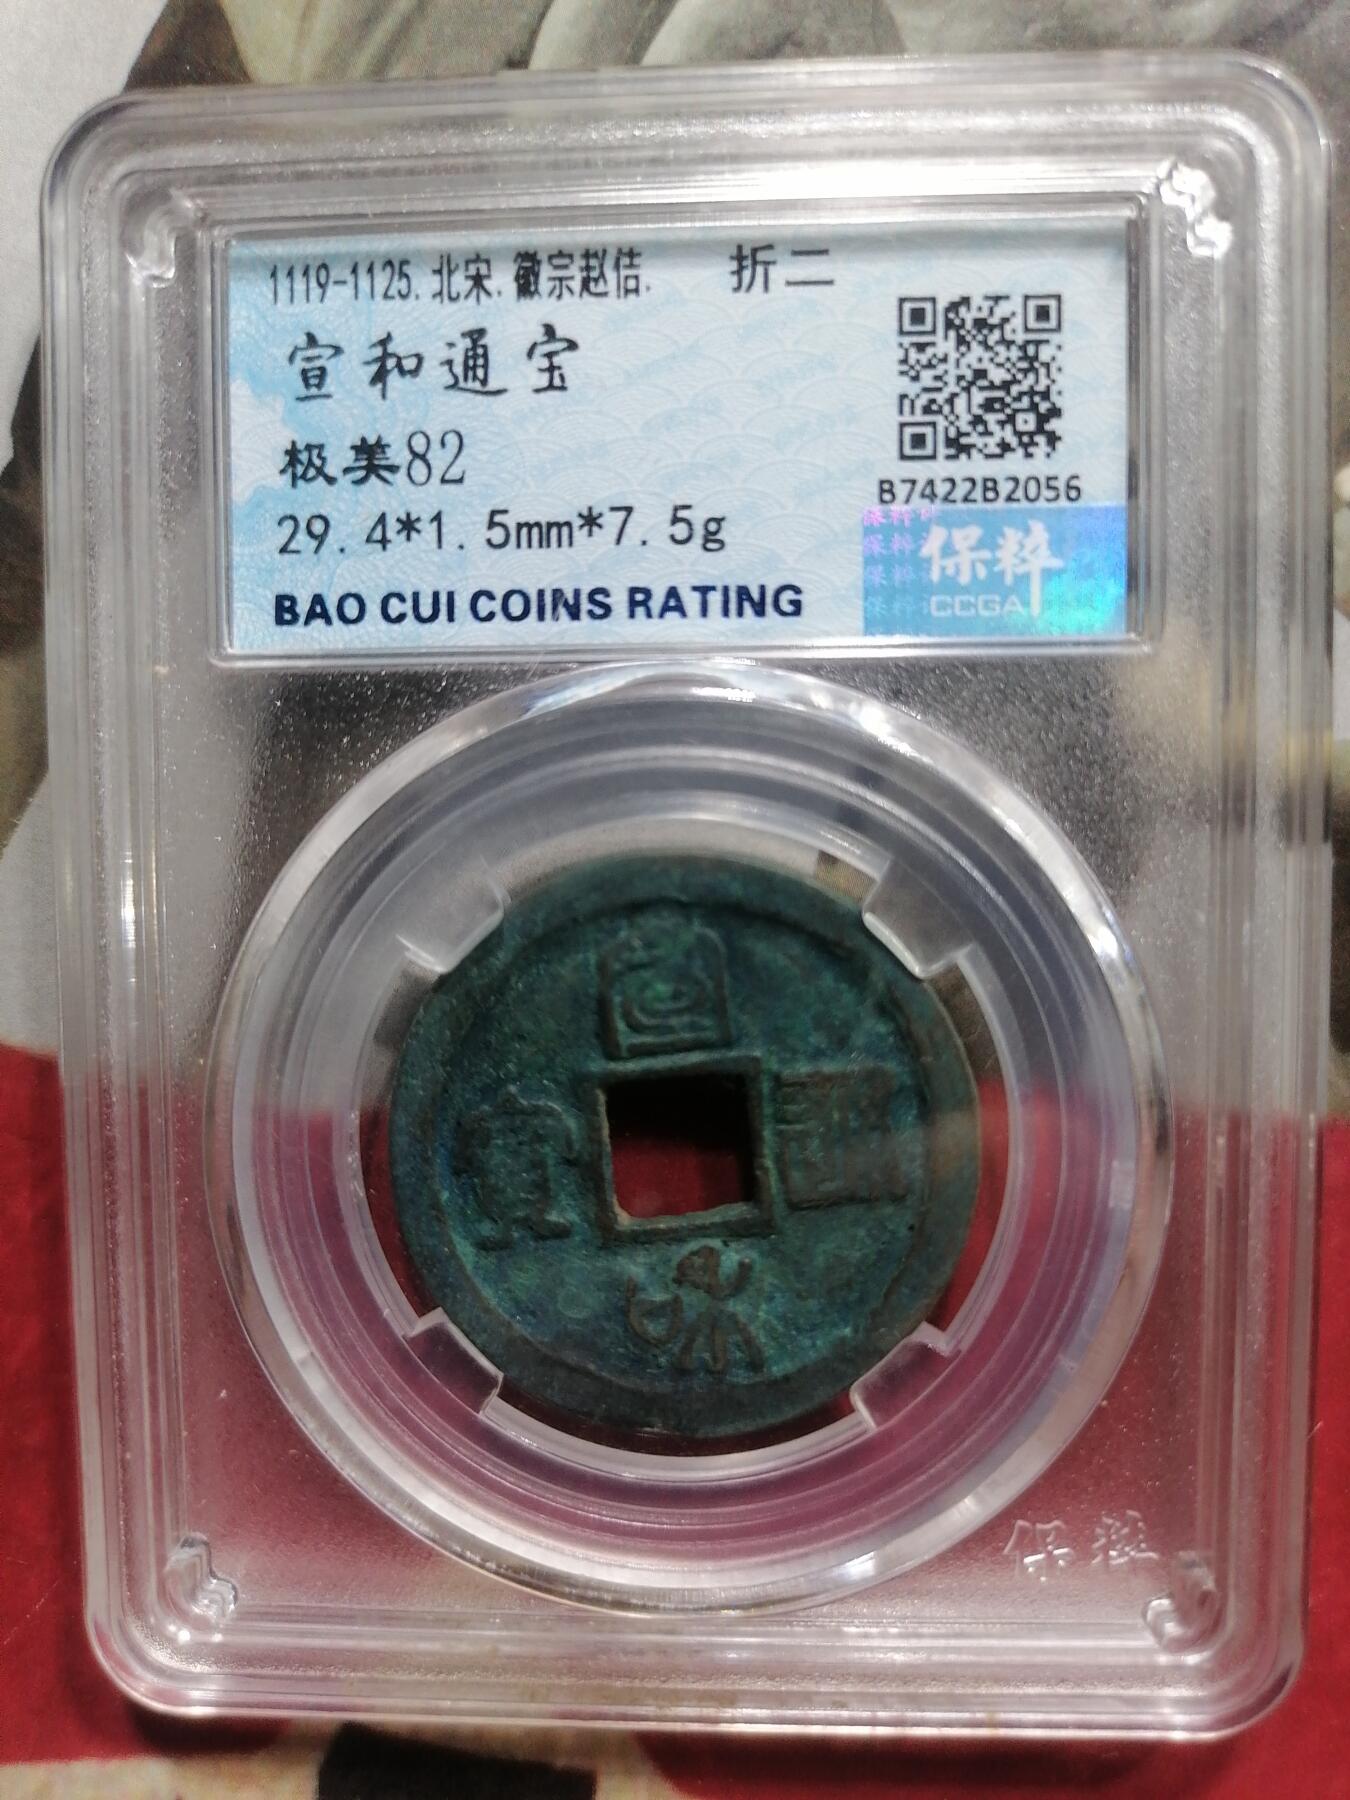 1119-1125. 北宋. 徽宗赵佶. 折二
宣和通宝
极美82
29.4*1.5mm*7.5g
BAO CUI COINS RATING
B7422B2056
保粹
CCGA
宣
通
寶
和
保粹